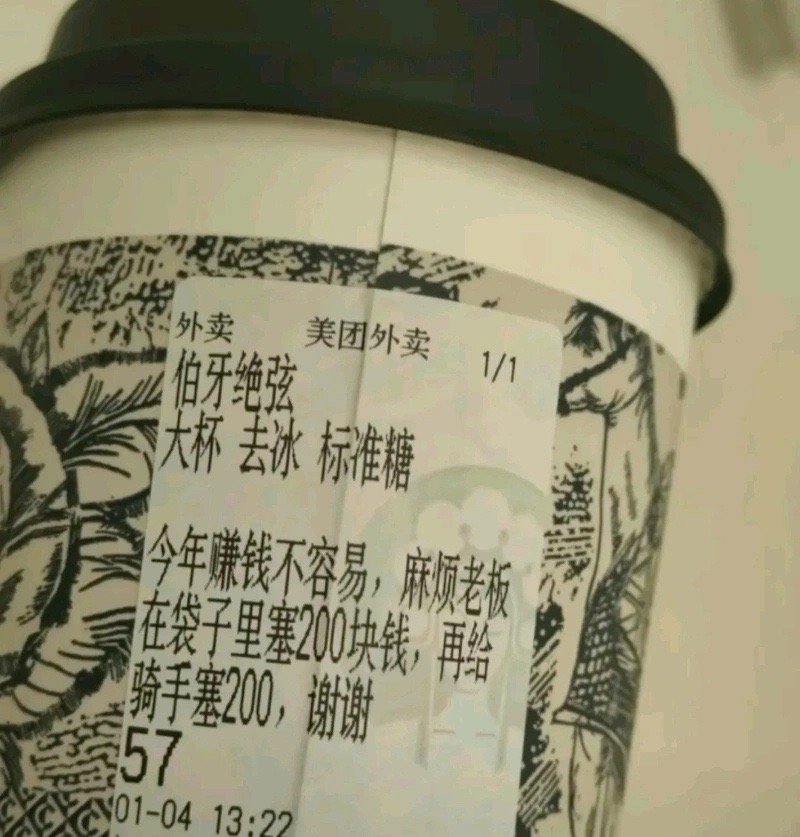 外卖 美团外卖 1/1
伯牙绝弦
大杯 去冰 标准糖
今年赚钱不容易，麻烦老板
在袋子里塞200块钱，再给
骑手塞200，谢谢
57
01-04 13:22